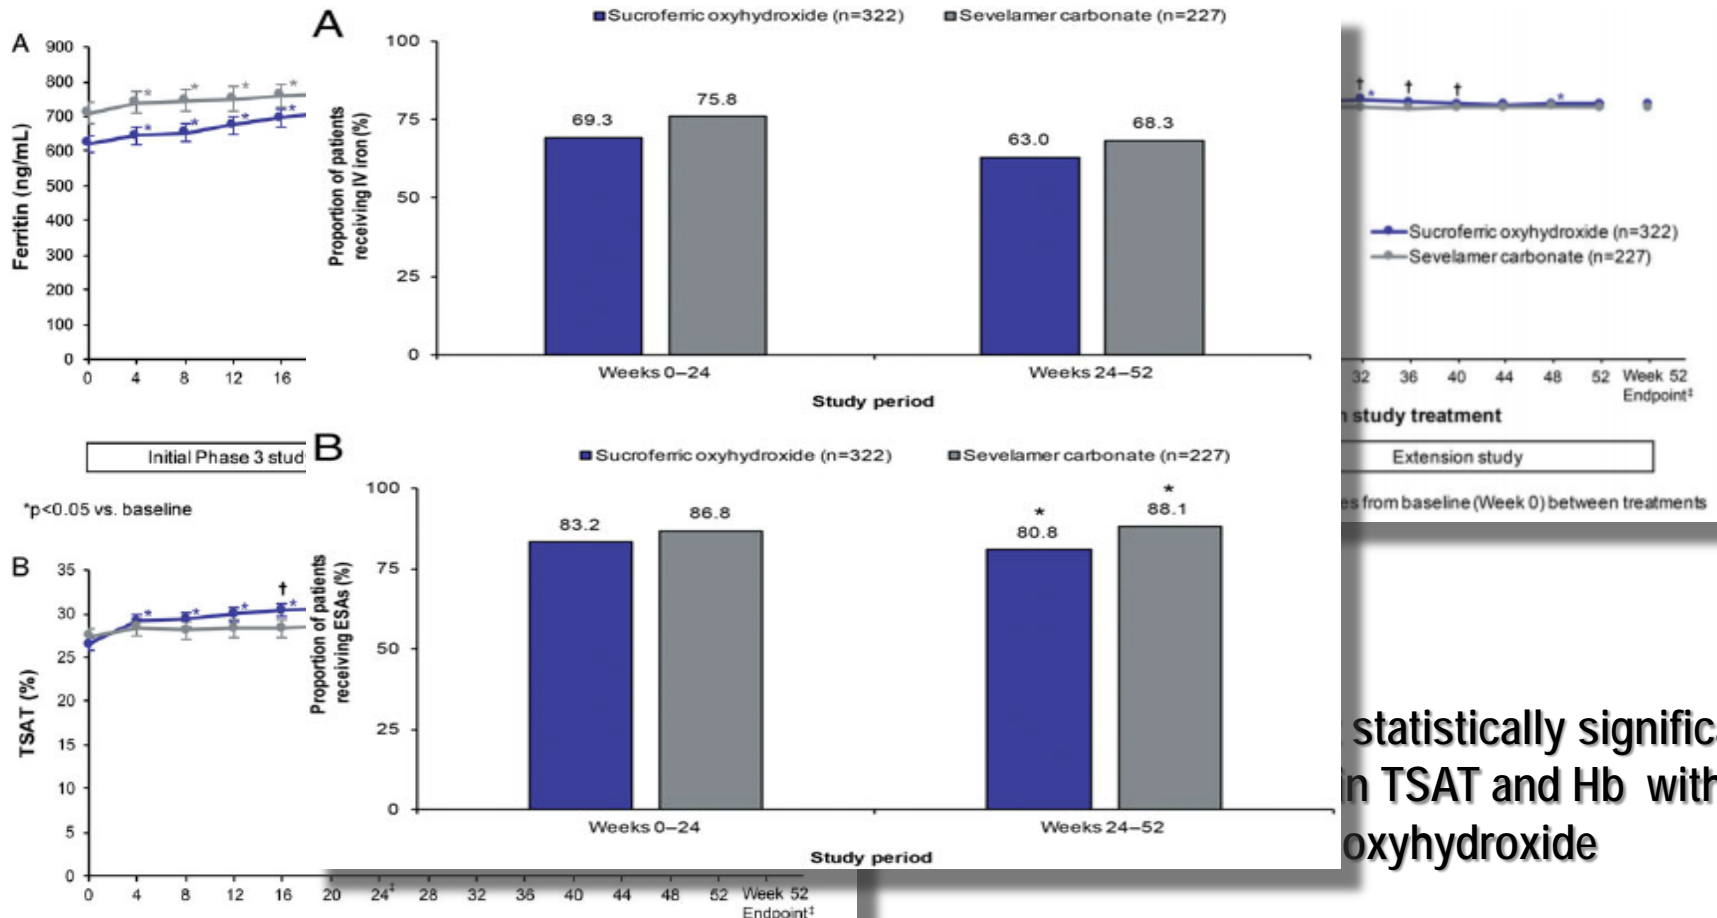 A
Sucroferric oxyhydroxide (n=322)
Sevelamer carbonate (n=227)
Proportion of patients
receiving IV iron (%)
100
75
50
25
0
69.3
75.8
63.0
68.3
Weeks 0–24
Weeks 24–52
Study period
B
Sucroferric oxyhydroxide (n=322)
Sevelamer carbonate (n=227)
Proportion of patients
receiving ESAs (%)
100
75
50
25
0
83.2
86.8
*
80.8
*
88.1
Weeks 0–24
Weeks 24–52
Study period
A
Ferritin (ng/mL)
900
800
700
600
500
400
300
200
100
0
* * * *
* * * *
0 4 8 12 16
Initial Phase 3
*p<0.05 vs. baseline
B
TSAT (%)
35
30
25
20
15
10
5
0
†
* * * *
0 4 8 12 16 20 24‡ 28 32 36 40 44 48 52 Week 52
Endpoint‡
† † †
* *
Sucroferric oxyhydroxide (n=322)
Sevelamer carbonate (n=227)
32 36 40 44 48 52 Week 52
Endpoint‡
study treatment
Extension study
from baseline (Week 0) between treatments
statistically
in TSAT and Hb with
oxyhydroxide